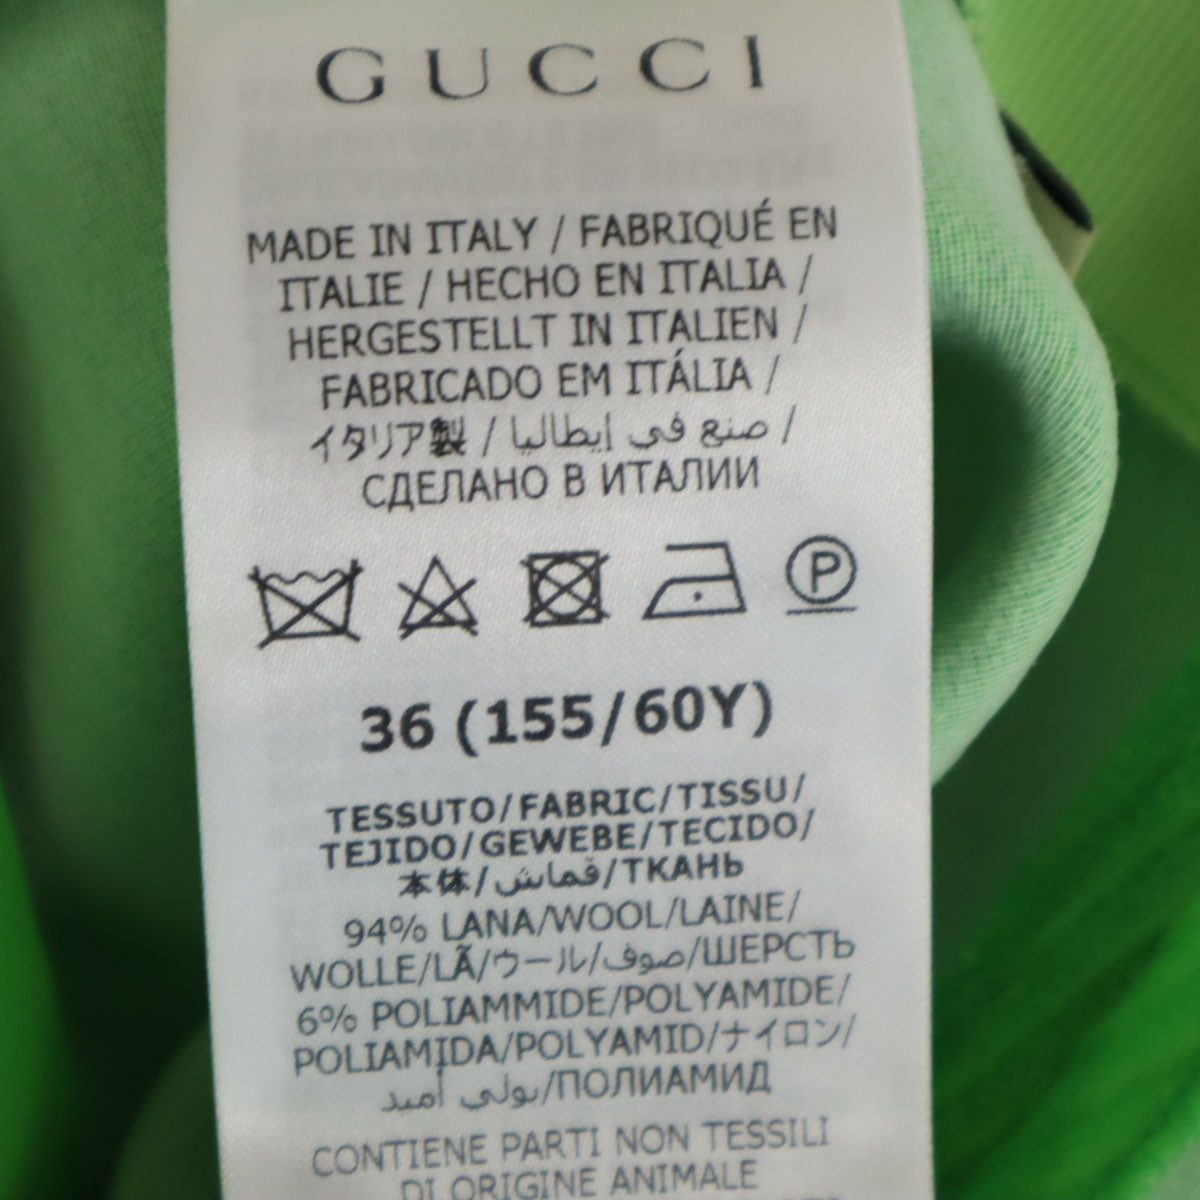 GUCCI
MADE IN ITALY / FABRIQUÉ EN
ITALIE / HECHO EN ITALIA /
HERGESTELLT IN ITALIEN /
FABRICADO EM ITÁLIA /
イタリア製 / صنع في إيطاليا /
СДЕЛАНО В ИТАЛИИ
P
36 (155/60Y)
TESSUTO/FABRIC/TISSU/
TEJIDO/GEWEBE/TECIDO/
本体/قماش/ТКАНЬ
94% LANA/WOOL/LAINE/
WOLLE/LÃ/ウール/صوف/ШЕРСТЬ
6% POLIAMMIDE/POLYAMIDE/
POLIAMIDA/POLYAMID/ナイロン/
بولي أميد/ПОЛИАМИД
CONTIENE PARTI NON TESSILI
DI ORIGINE ANIMALE